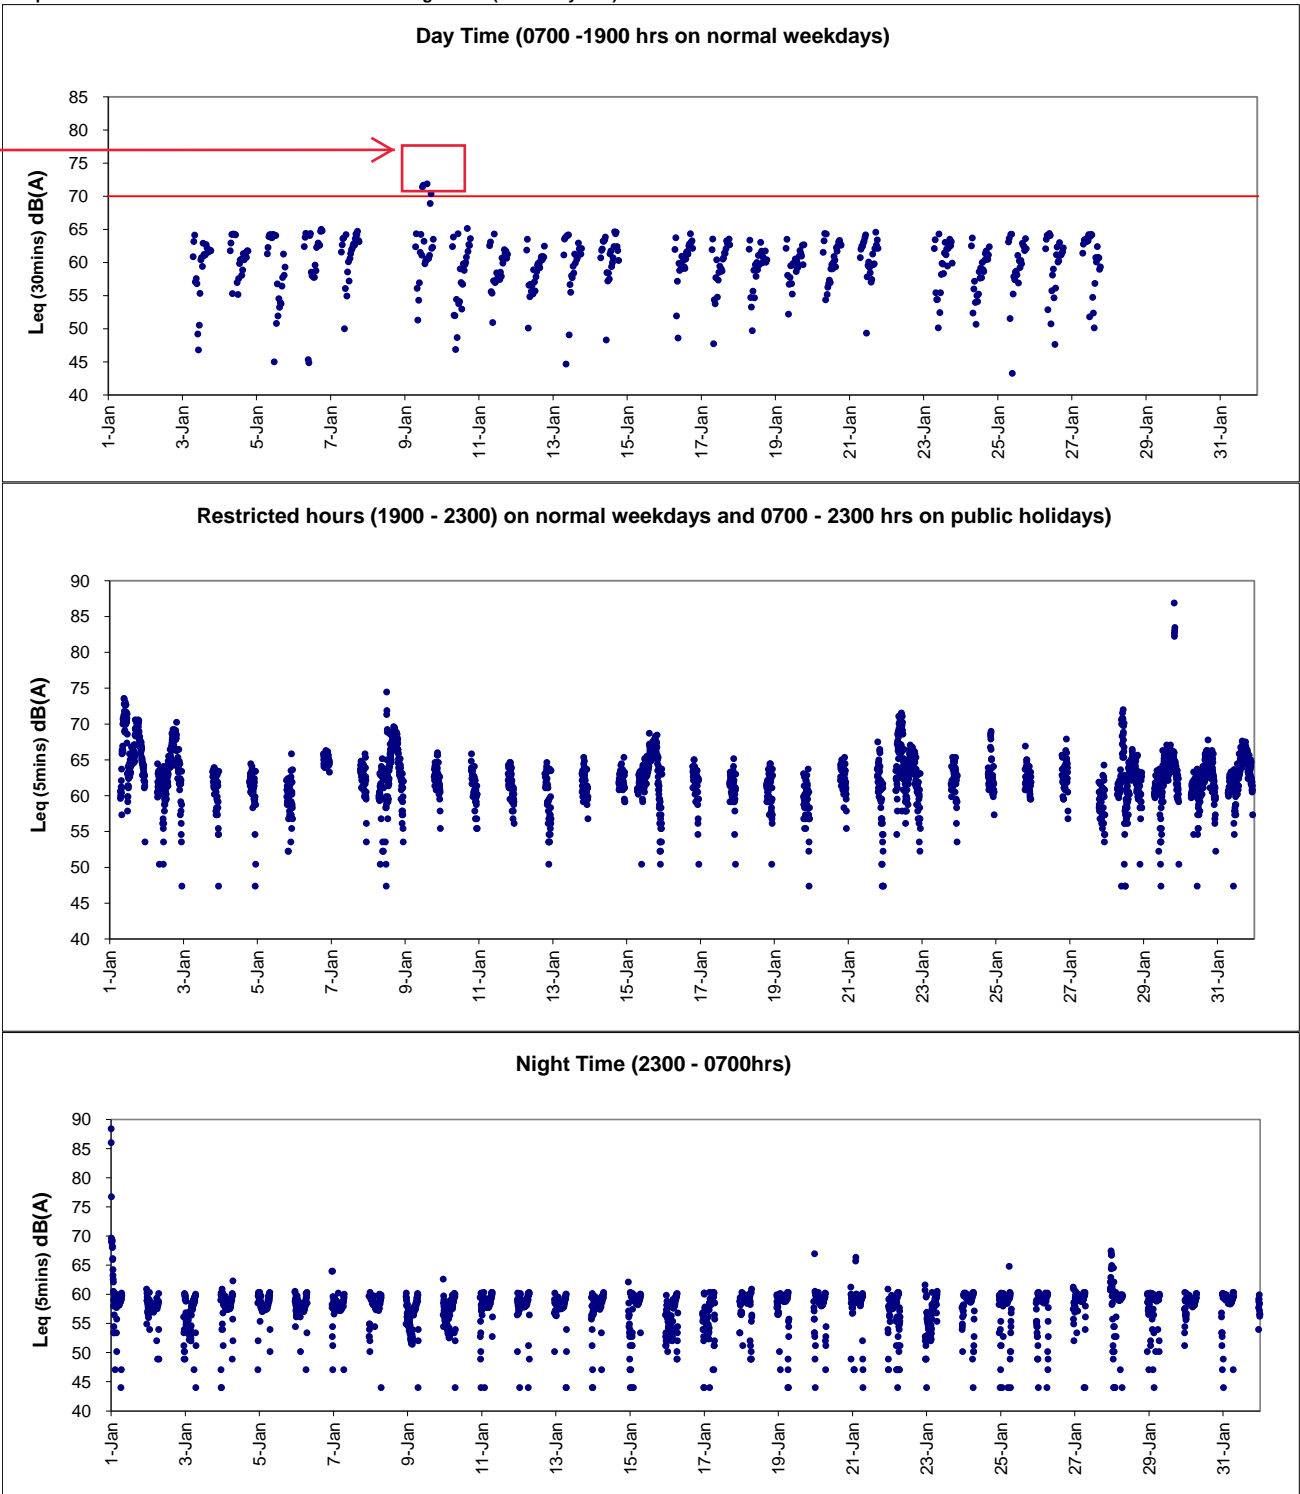 Day Time (0700 -1900 hrs on normal weekdays)
Leq (30mins) dB(A)
85
80
75
70
65
60
55
50
45
40
1-Jan
3-Jan
5-Jan
7-Jan
9-Jan
11-Jan
13-Jan
15-Jan
17-Jan
19-Jan
21-Jan
23-Jan
25-Jan
27-Jan
29-Jan
31-Jan
Restricted hours (1900 - 2300) on normal weekdays and 0700 - 2300 hrs on public holidays)
Leq (5mins) dB(A)
90
85
80
75
70
65
60
55
50
45
40
1-Jan
3-Jan
5-Jan
7-Jan
9-Jan
11-Jan
13-Jan
15-Jan
17-Jan
19-Jan
21-Jan
23-Jan
25-Jan
27-Jan
29-Jan
31-Jan
Night Time (2300 - 0700hrs)
Leq (5mins) dB(A)
90
85
80
75
70
65
60
55
50
45
40
1-Jan
3-Jan
5-Jan
7-Jan
9-Jan
11-Jan
13-Jan
15-Jan
17-Jan
19-Jan
21-Jan
23-Jan
25-Jan
27-Jan
29-Jan
31-Jan